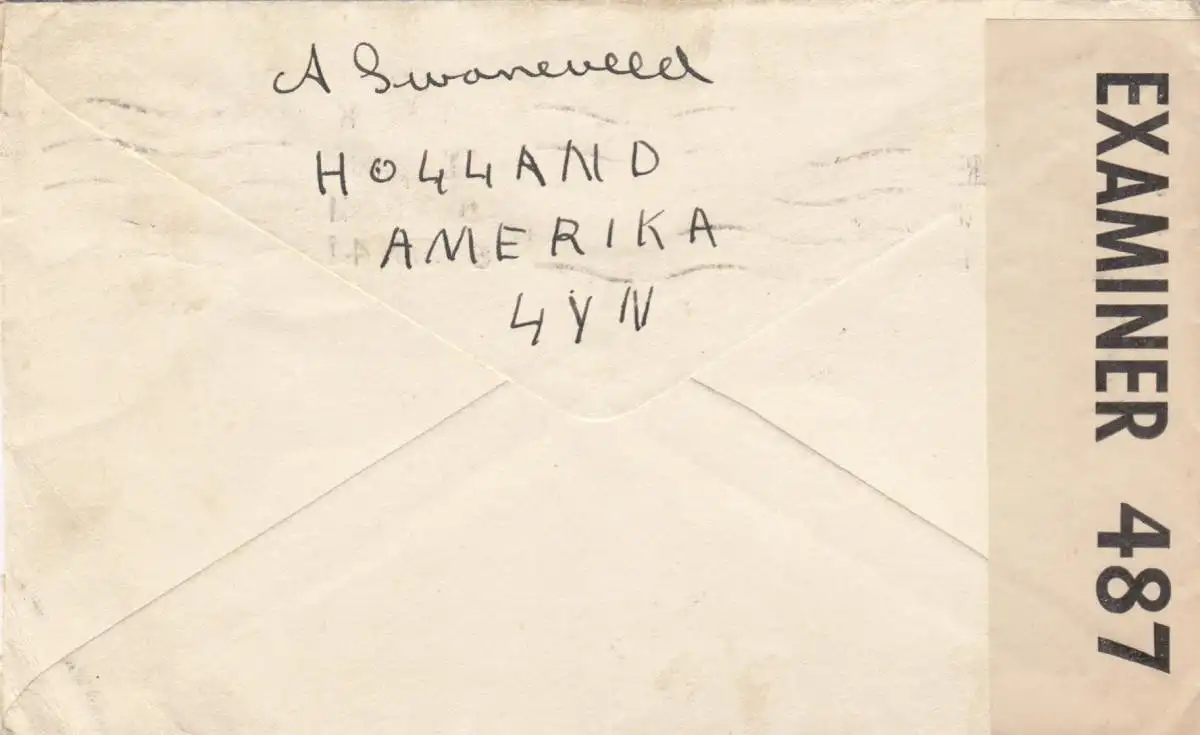 A Swaneveld
HOLLAND
AMERIKA
LYN
EXAMINER 487